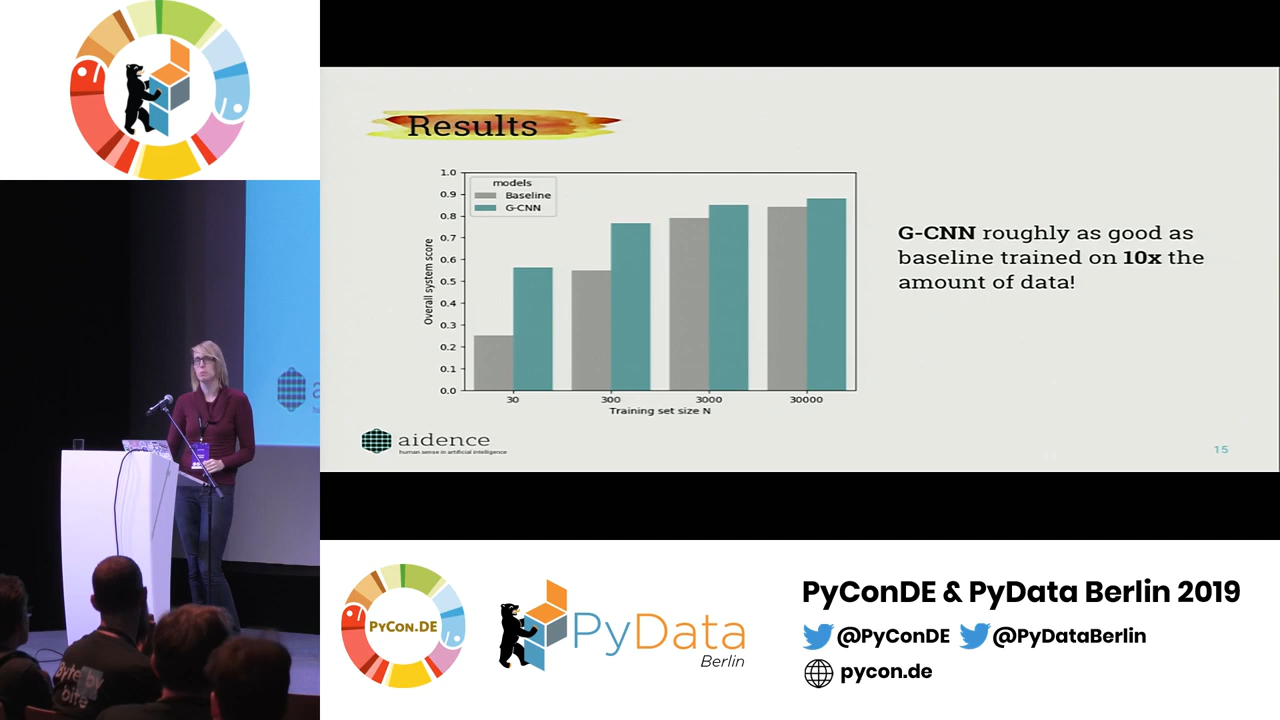 Results
1.0
0.9
0.8
0.7
0.6
0.5
0.4
0.3
0.2
0.1
0.0
Overall system score
models
Baseline
G-CNN
30
300
3000
30000
Training set size N
G-CNN roughly as good as
baseline trained on 10x the
amount of data!
aidence
human sense in artificial intelligence
15
Byte by
bite
PYCON.DE
PyData
Berlin
PyConDE & PyData Berlin 2019
@PyConDE @PyDataBerlin
pycon.de